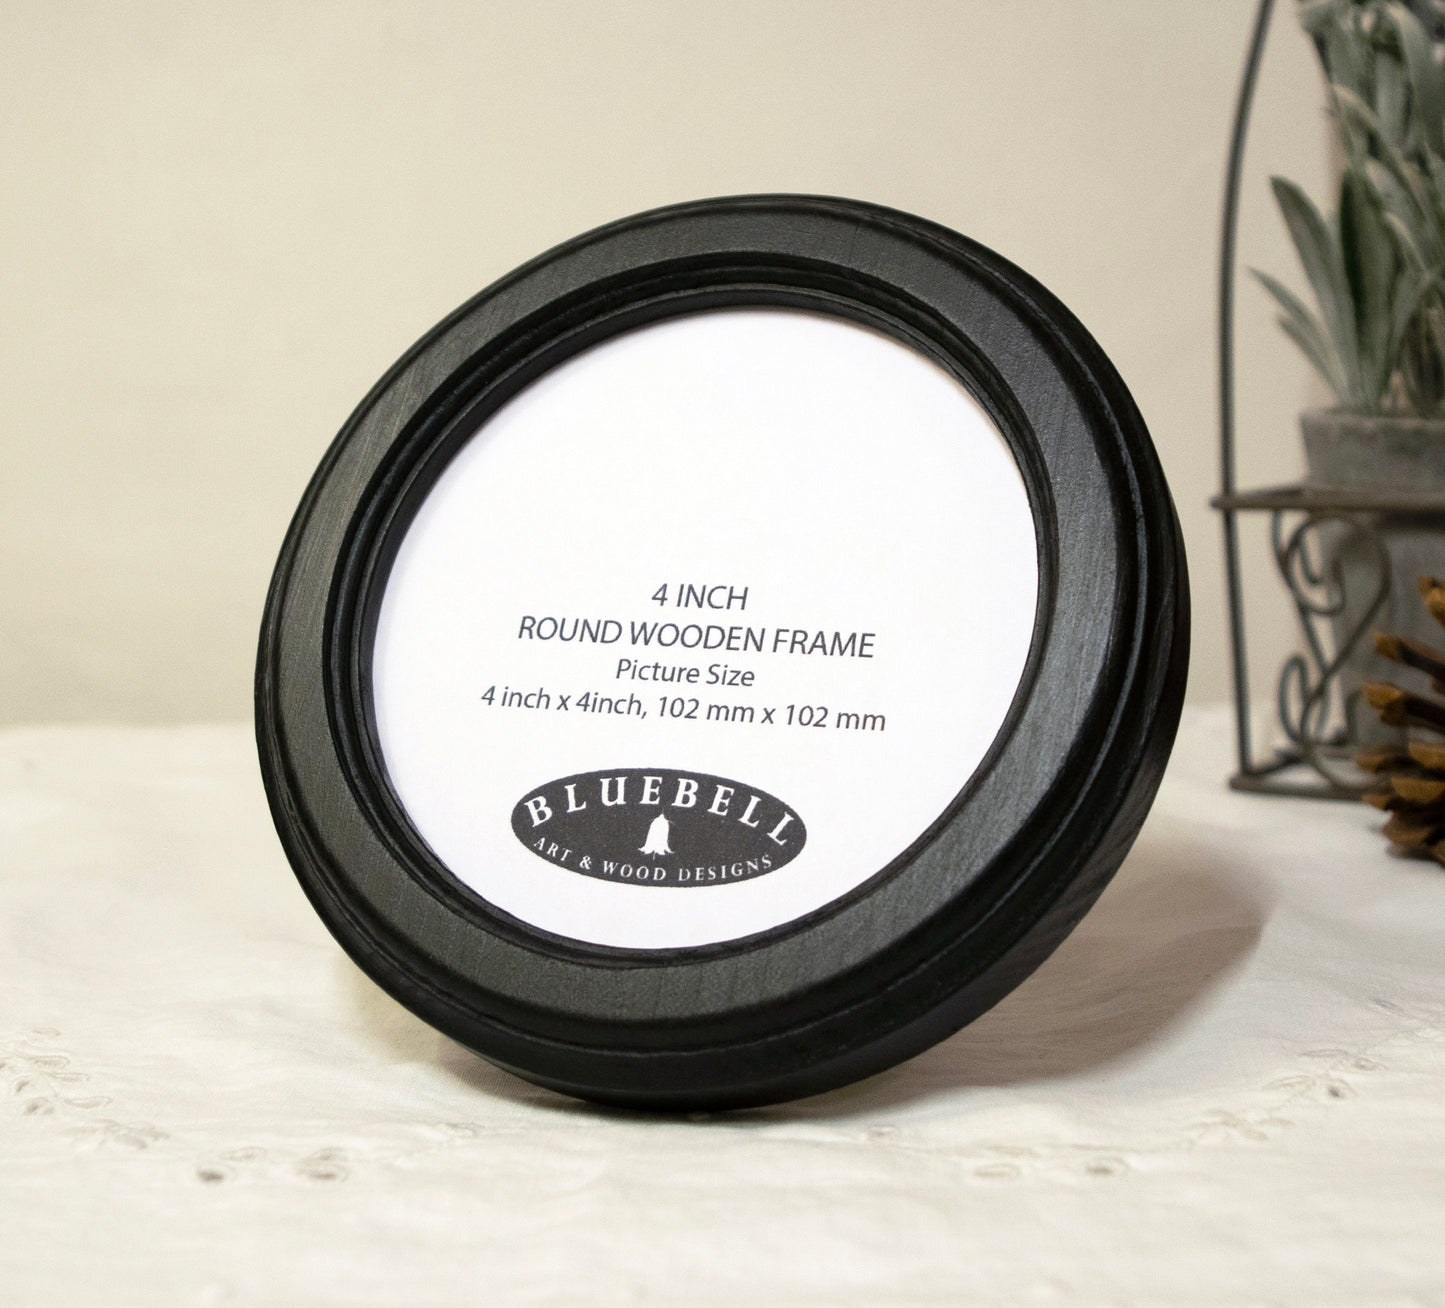 4 INCH
ROUND WOODEN FRAME
Picture Size
4 inch x 4inch, 102 mm x 102 mm
BLUEBELL
ART & WOOD DESIGNS